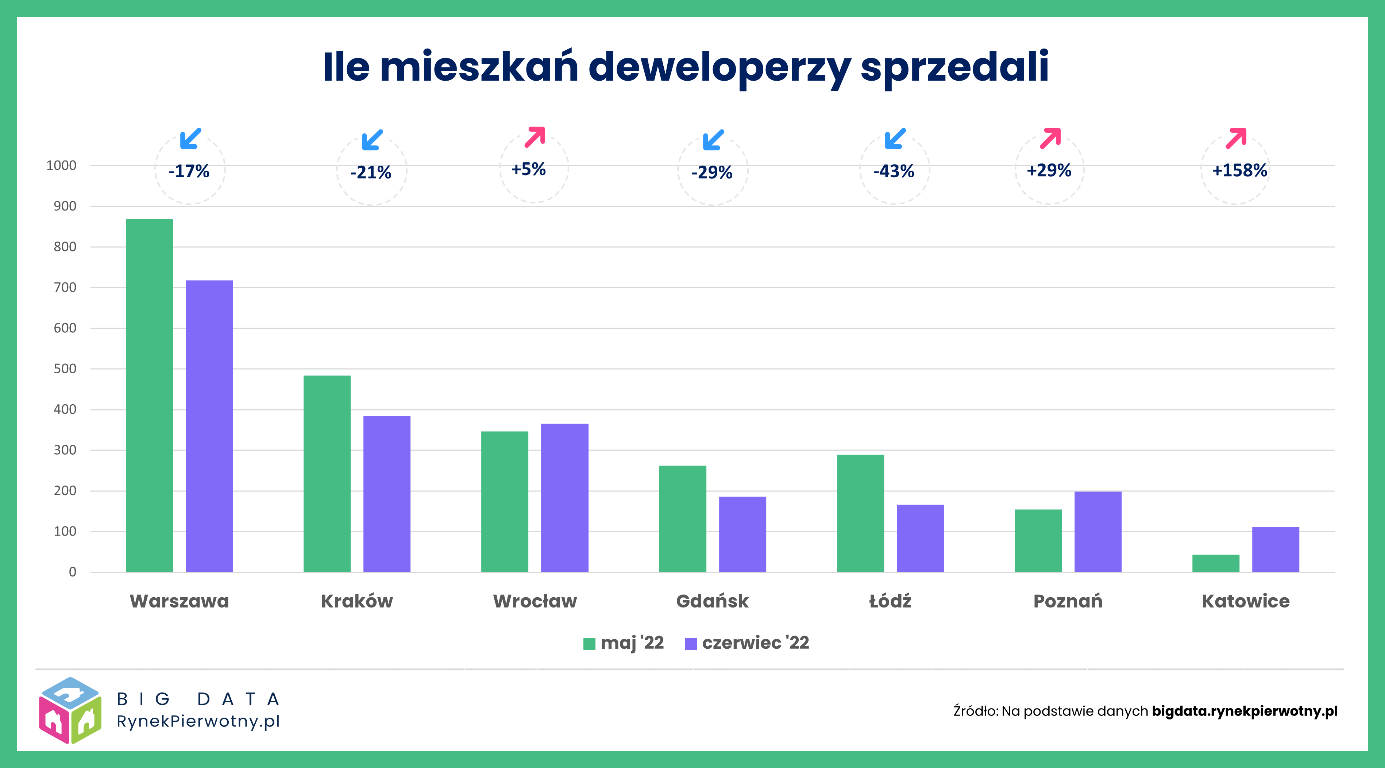 Ile mieszkań deweloperzy sprzedali
-17% -21% +5% -29% -43% +29% +158%
1000
900
800
700
600
500
400
300
200
100
0
Warszawa Kraków Wrocław Gdańsk Łódź Poznań Katowice
maj '22 czerwiec '22
BIG DATA
RynekPierwotny.pl
Źródło: Na podstawie danych bigdata.rynekpierwotny.pl